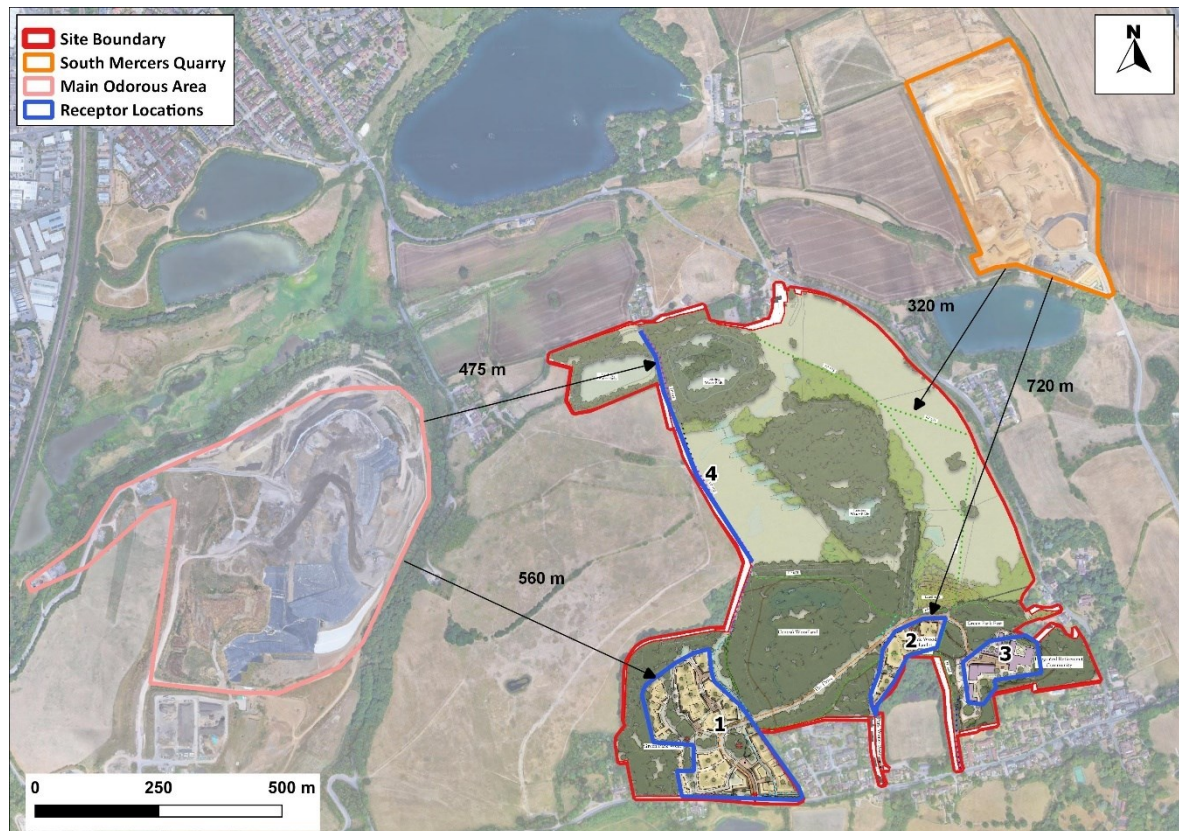 Site Boundary
South Mercers Quarry
Main Odorous Area
Receptor Locations
N
320 m
475 m
720 m
4
560 m
2
3
1
0 250 500 m